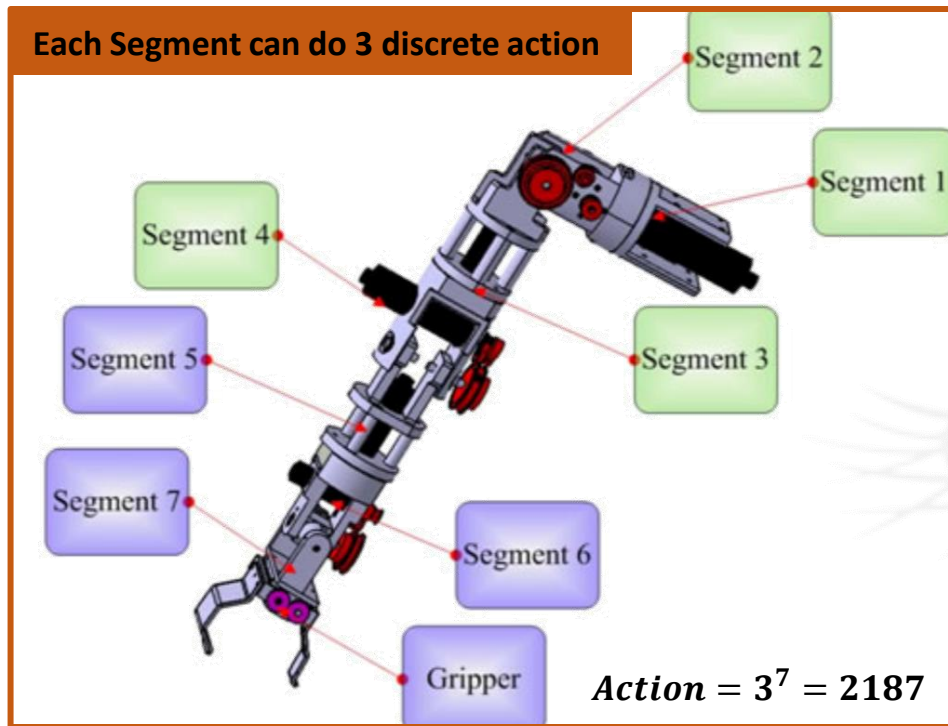 Each Segment can do 3 discrete action
Segment 2
Segment 1
Segment 4
Segment 3
Segment 5
Segment 7
Segment 6
Gripper
Action = 3⁷ = 2187